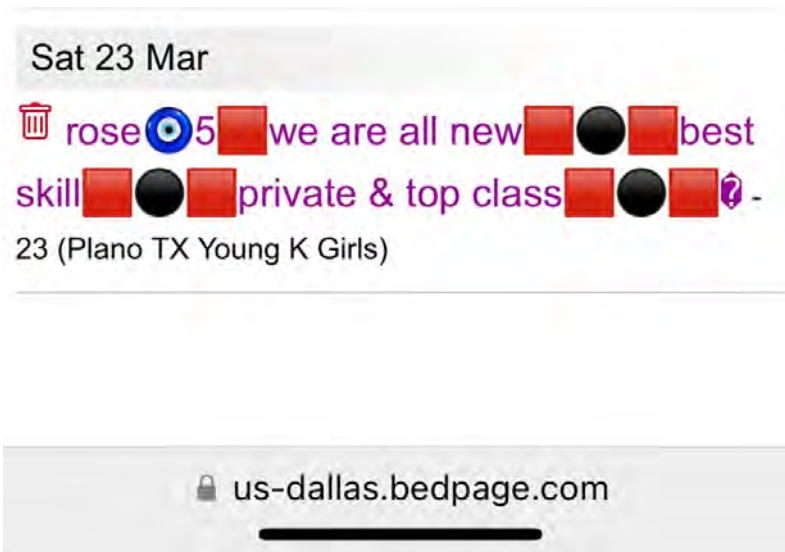 Sat 23 Mar
rose🧿5🟥we are all new🟥⚫🟥best
skill🟥⚫🟥private & top class🟥⚫🟥� -
23 (Plano TX Young K Girls)
us-dallas.bedpage.com